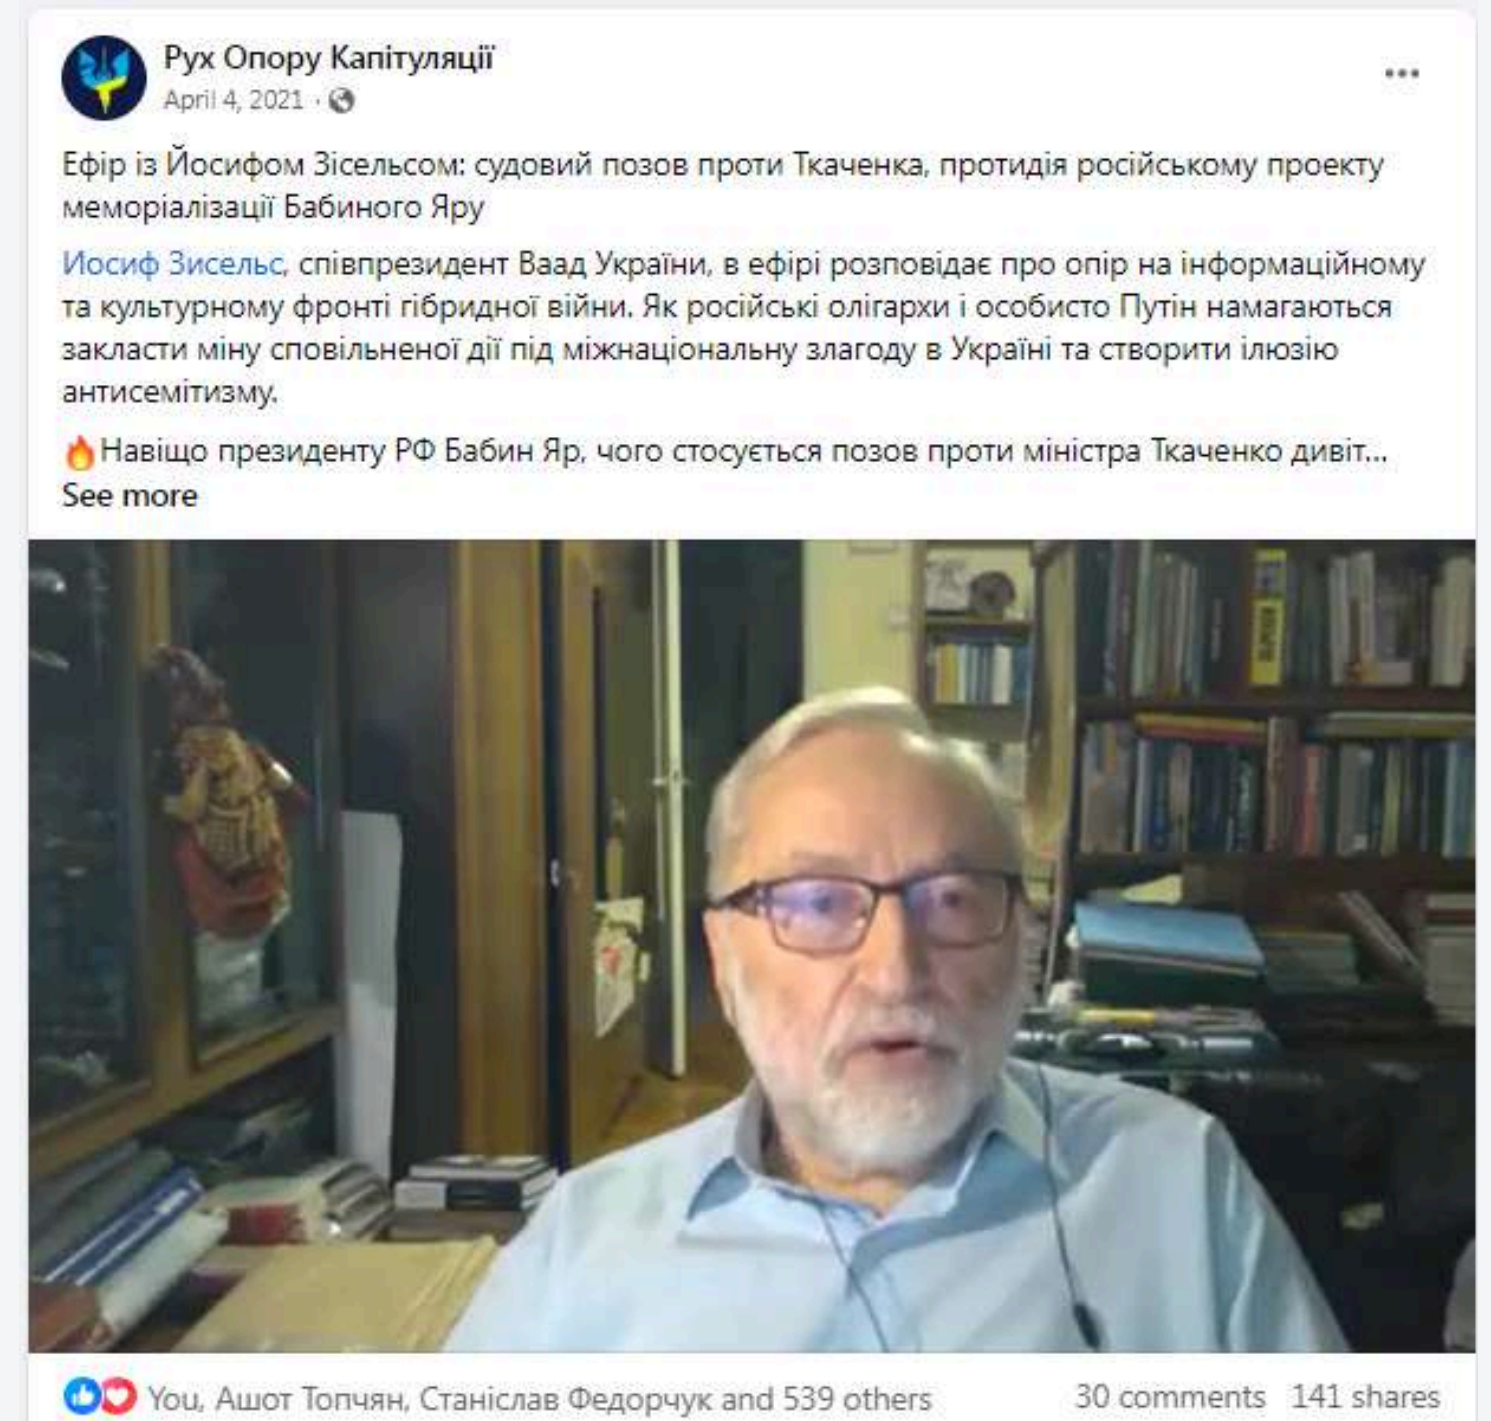 Рух Опору Капітуляції
April 4, 2021 ·
Ефір із Йосифом Зісельсом: судовий позов проти Ткаченка, протидія російському проекту
меморіалізації Бабиного Яру
Иосиф Зисельс, співпрезидент Ваад України, в ефірі розповідає про опір на інформаційному
та культурному фронті гібридної війни. Як російські олігархи і особисто Путін намагаються
закласти міну сповільненої дії під міжнаціональну злагоду в Україні та створити ілюзію
антисемітизму.
🔥Навіщо президенту РФ Бабин Яр, чого стосується позов проти міністра Ткаченко дивіт...
See more
You, Ашот Топчян, Станіслав Федорчук and 539 others
30 comments 141 shares